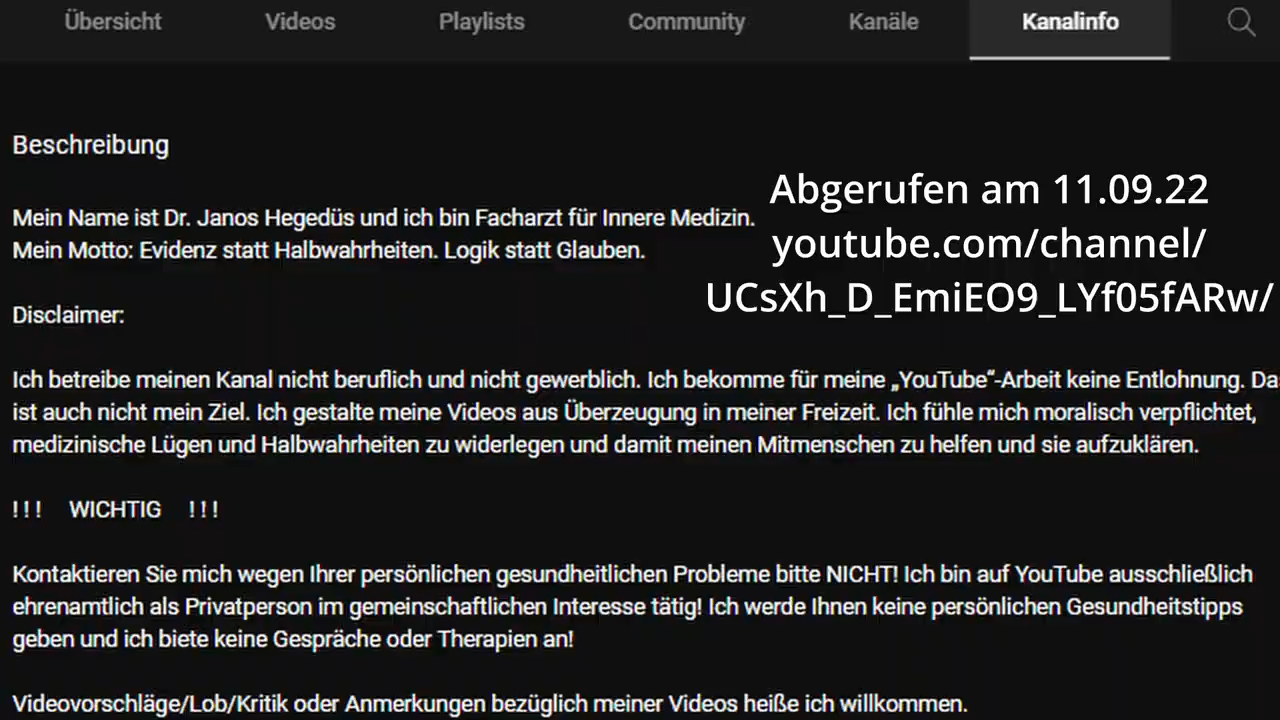 Übersicht Videos Playlists Community Kanäle Kanalinfo
Beschreibung
Abgerufen am 11.09.22
youtube.com/channel/
UCsXh_D_EmiEO9_LYf05fARw/
Mein Name ist Dr. Janos Hegedüs und ich bin Facharzt für Innere Medizin.
Mein Motto: Evidenz statt Halbwahrheiten. Logik statt Glauben.
Disclaimer:
Ich betreibe meinen Kanal nicht beruflich und nicht gewerblich. Ich bekomme für meine „YouTube“-Arbeit keine Entlohnung. Da
ist auch nicht mein Ziel. Ich gestalte meine Videos aus Überzeugung in meiner Freizeit. Ich fühle mich moralisch verpflichtet,
medizinische Lügen und Halbwahrheiten zu widerlegen und damit meinen Mitmenschen zu helfen und sie aufzuklären.
! ! ! WICHTIG ! ! !
Kontaktieren Sie mich wegen Ihrer persönlichen gesundheitlichen Probleme bitte NICHT! Ich bin auf YouTube ausschließlich
ehrenamtlich als Privatperson im gemeinschaftlichen Interesse tätig! Ich werde Ihnen keine persönlichen Gesundheitstipps
geben und ich biete keine Gespräche oder Therapien an!
Videovorschläge/Lob/Kritik oder Anmerkungen bezüglich meiner Videos heiße ich willkommen.